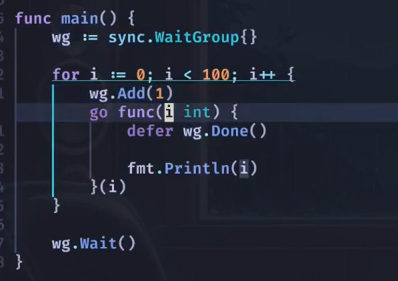 func main() {
    wg := sync.WaitGroup{}

    for i := 0; i < 100; i++ {
        wg.Add(1)
        go func(i int) {
            defer wg.Done()

            fmt.Println(i)
        }(i)
    }

    wg.Wait()
}